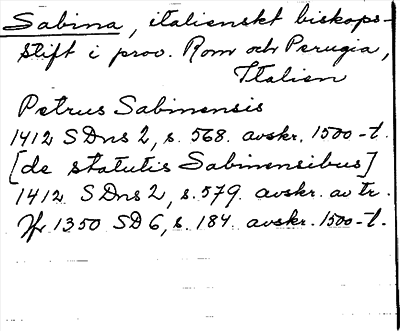 Sabina, italienskt biskops-
stift i prov. Rom och Perugia,
Italien
Petrus Sabinensis
1412 SDns 2, s. 568. avskr. 1500-t.
[de statutis Sabinensibus]
1412 SDns 2, s. 579. avskr. av tr.
Jfr 1350 SD 6, s. 184. avskr. 1500-t.